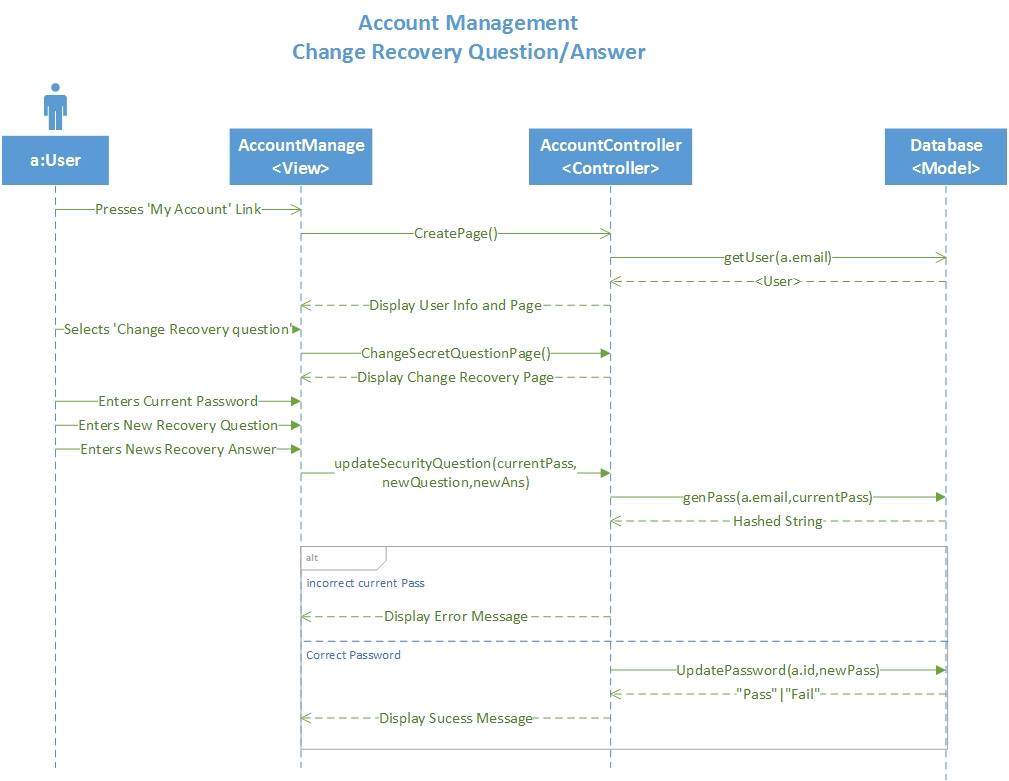 Account Management
Change Recovery Question/Answer
a:User
AccountManage
<View>
AccountController
<Controller>
Database
<Model>
Presses 'My Account' Link
CreatePage()
getUser(a.email)
<User>
Display User Info and Page
Selects 'Change Recovery question'
ChangeSecretQuestionPage()
Display Change Recovery Page
Enters Current Password
Enters New Recovery Question
Enters News Recovery Answer
updateSecurityQuestion(currentPass,
newQuestion,newAns)
genPass(a.email,currentPass)
Hashed String
alt
incorrect current Pass
Display Error Message
Correct Password
UpdatePassword(a.id,newPass)
"Pass"|"Fail"
Display Sucess Message